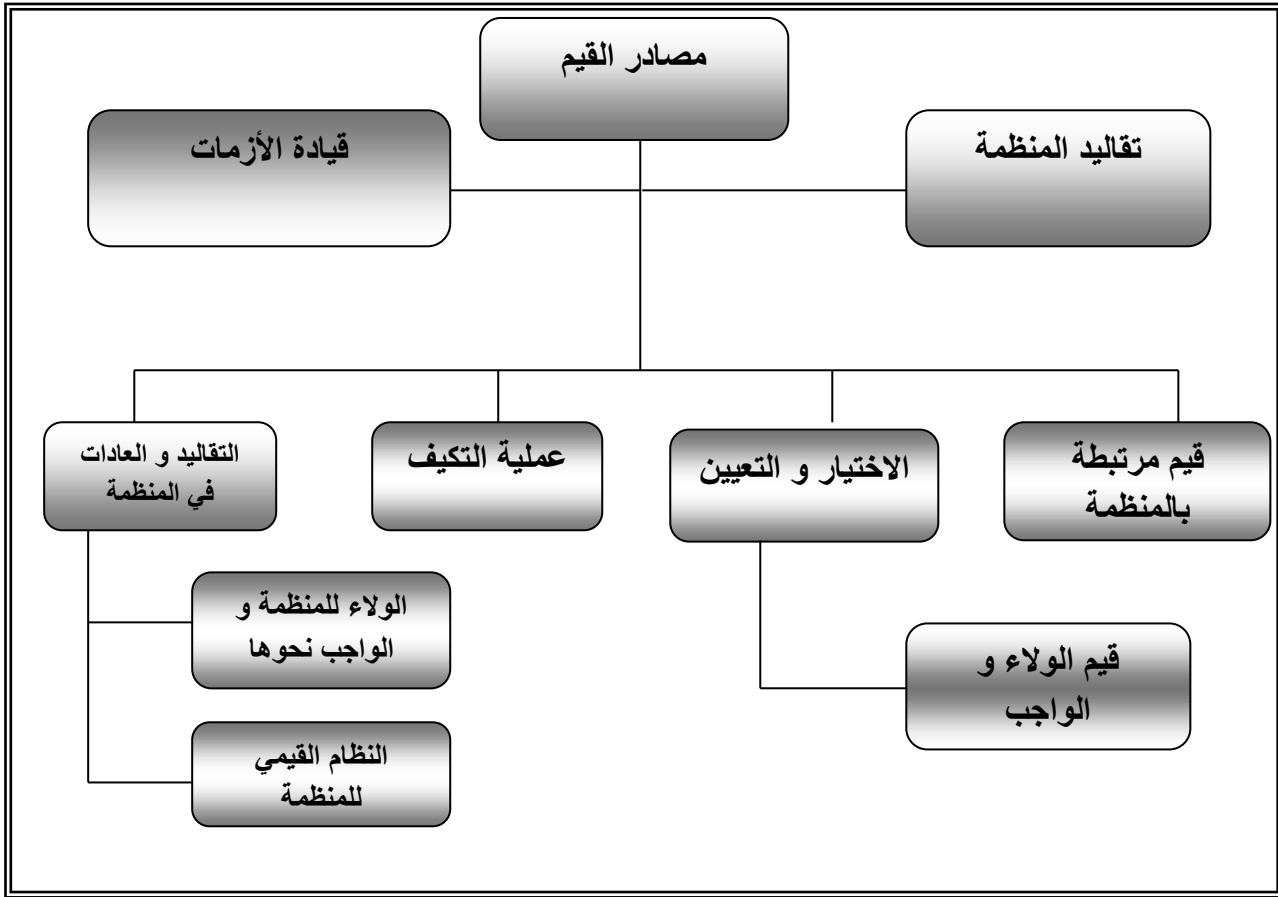 مصادر القيم
تقاليد المنظمة
قيادة الأزمات
قيم مرتبطة
بالمنظمة
الاختيار و التعيين
عملية التكيف
التقاليد و العادات
في المنظمة
قيم الولاء و
الواجب
الولاء للمنظمة و
الواجب نحوها
النظام القيمي
للمنظمة